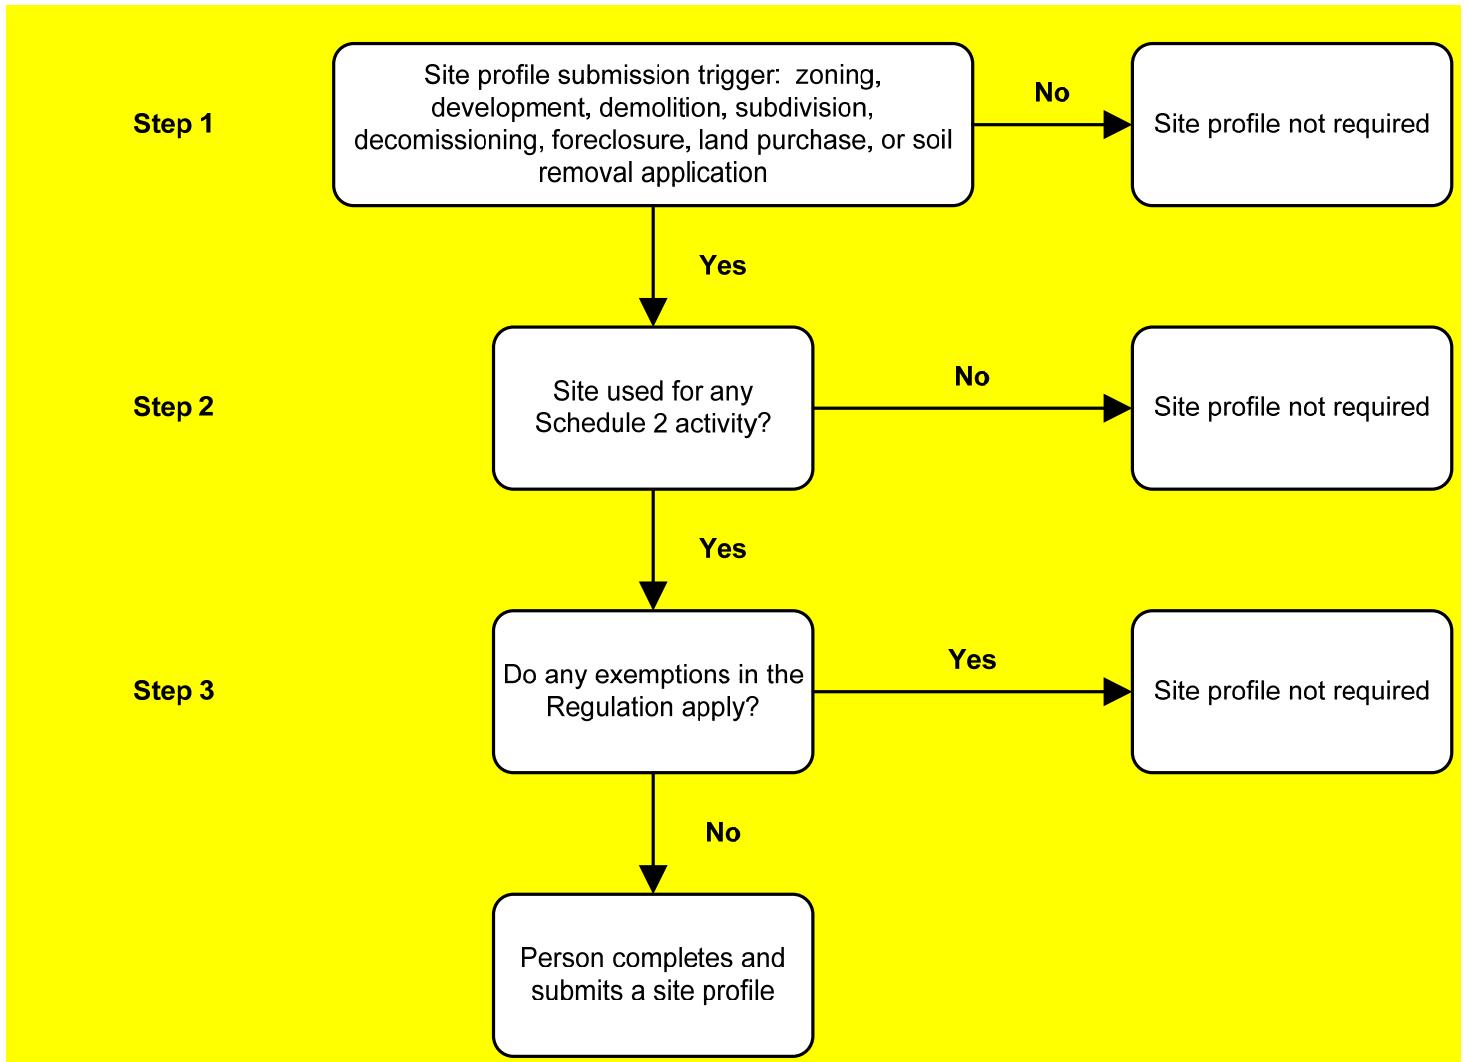 Step 1
Site profile submission trigger:  zoning,
development, demolition, subdivision,
decomissioning, foreclosure, land purchase, or soil
removal application
No
Site profile not required
Yes
Step 2
Site used for any
Schedule 2 activity?
No
Site profile not required
Yes
Step 3
Do any exemptions in the
Regulation apply?
Yes
Site profile not required
No
Person completes and
submits a site profile